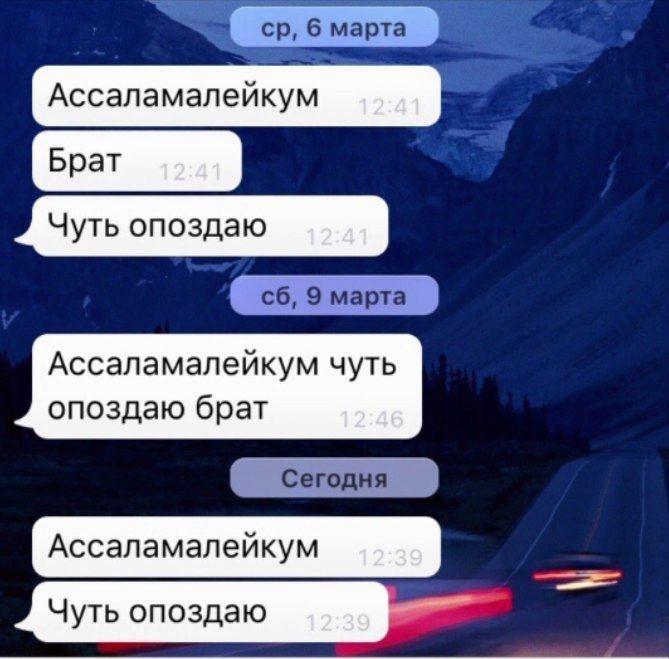 ср, 6 марта
Ассаламалейкум 12:41
Брат 12:41
Чуть опоздаю 12:41
сб, 9 марта
Ассаламалейкум чуть
опоздаю брат 12:46
Сегодня
Ассаламалейкум 12:39
Чуть опоздаю 12:39